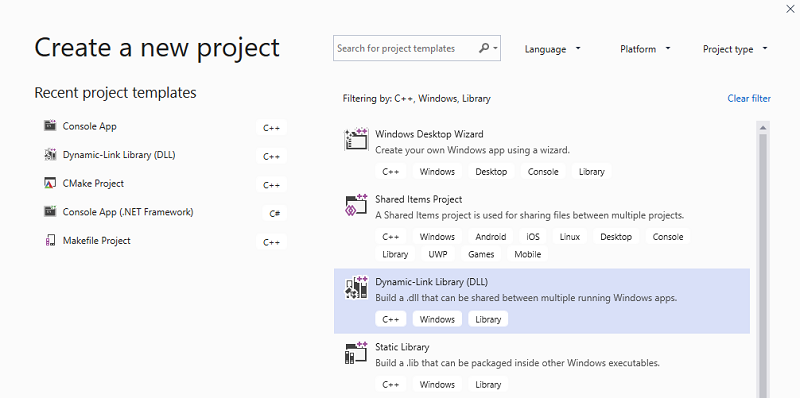 Create a new project
Search for project templates
Language
Platform
Project type
Recent project templates
Console App
C++
Dynamic-Link Library (DLL)
C++
CMake Project
C++
Console App (.NET Framework)
C#
Makefile Project
C++
Filtering by: C++, Windows, Library
Clear filter
Windows Desktop Wizard
Create your own Windows app using a wizard.
C++ Windows Desktop Console Library
Shared Items Project
A Shared Items project is used for sharing files between multiple projects.
C++ Windows Android iOS Linux Desktop Console
Library UWP Games Mobile
Dynamic-Link Library (DLL)
Build a .dll that can be shared between multiple running Windows apps.
C++ Windows Library
Static Library
Build a .lib that can be packaged inside other Windows executables.
C++ Windows Library